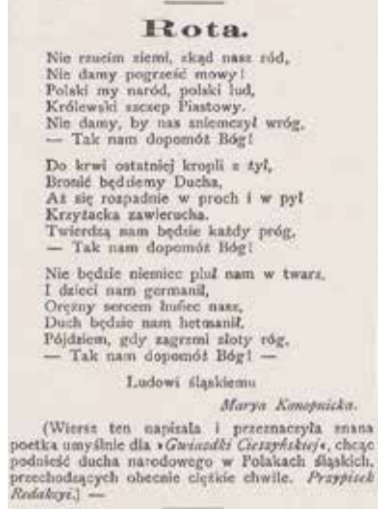 Rota.
Nie rzucim ziemi, zkąd nasz ród,
Nie damy pogrześć mowy!
Polski my naród, polski lud,
Królewski szczep Piastowy.
Nie damy, by nas zniemczył wróg,
— Tak nam dopomóż Bóg!
Do krwi ostatniej kropli z żył,
Bronić będziemy Ducha,
Aż się rozpadnie w proch i w pył
Krzyżacka zawierucha.
Twierdzą nam będzie każdy próg,
— Tak nam dopomóż Bóg!
Nie będzie niemiec pluł nam w twarz,
I dzieci nam germanił,
Orężny sercem hufiec nasz,
Duch będzie nam hetmanił.
Pójdziem, gdy zagrzmi złoty róg,
— Tak nam dopomóż Bóg! —
Ludowi śląskiemu
Marya Konopnicka.
(Wiersz ten napisała i przeznaczyła znana
poetka umyślnie dla »Gwiazdki Cieszyńskiej«, chcąc
podnieść ducha narodowego w Polakach śląskich,
przechodzących obecnie ciężkie chwile. Przypisek
Redakcyi.) —